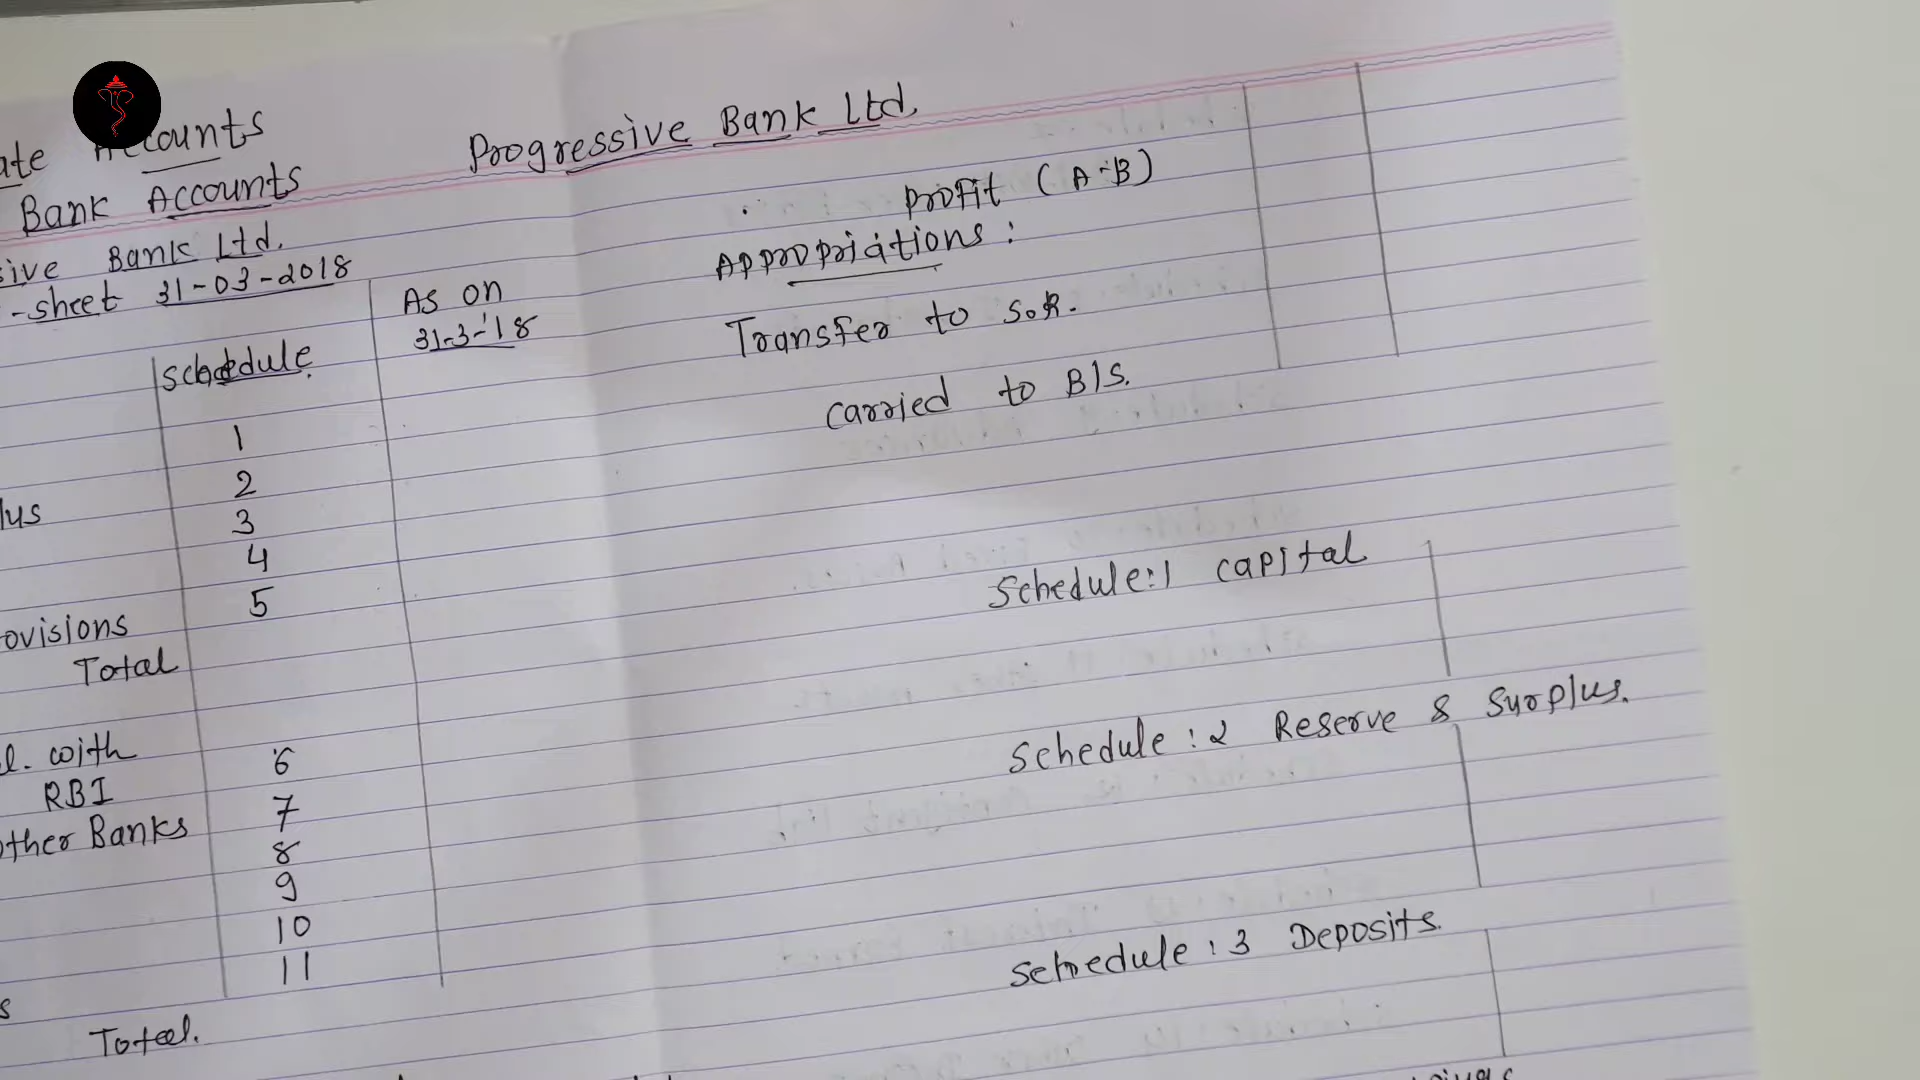 ate Accounts
Bank Accounts
sive Bank Ltd.
-sheet 31-03-2018
Schedule
As on
31-3-'18
1
2
lus
3
4
5
ovisions
Total
l. with
6
RBI
7
other Banks
8
9
10
11
s
Total.
Progressive Bank Ltd.
Profit (A-B)
Appropriations:
Transfer to S.R.
carried to B/S.
Schedule:1 capital
Schedule:2 Reserve & Surplus.
Schedule:3 Deposits.